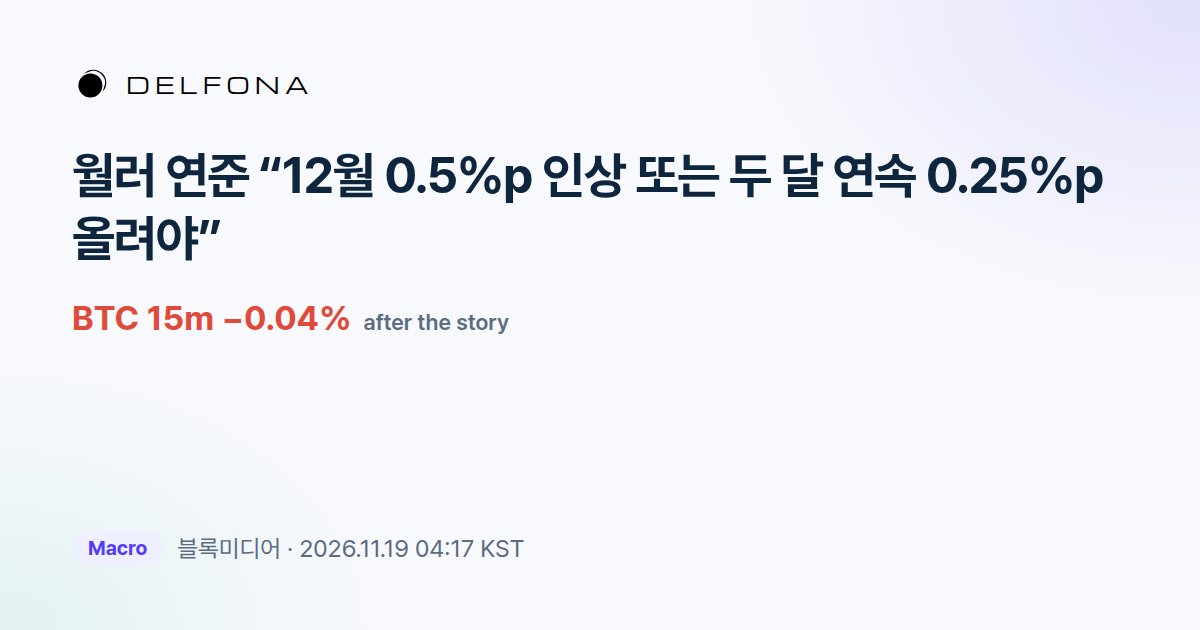 DELFONA
월러 연준 “12월 0.5%p 인상 또는 두 달 연속 0.25%p
올려야”
BTC 15m −0.04% after the story
Macro 블록미디어 · 2026.11.19 04:17 KST